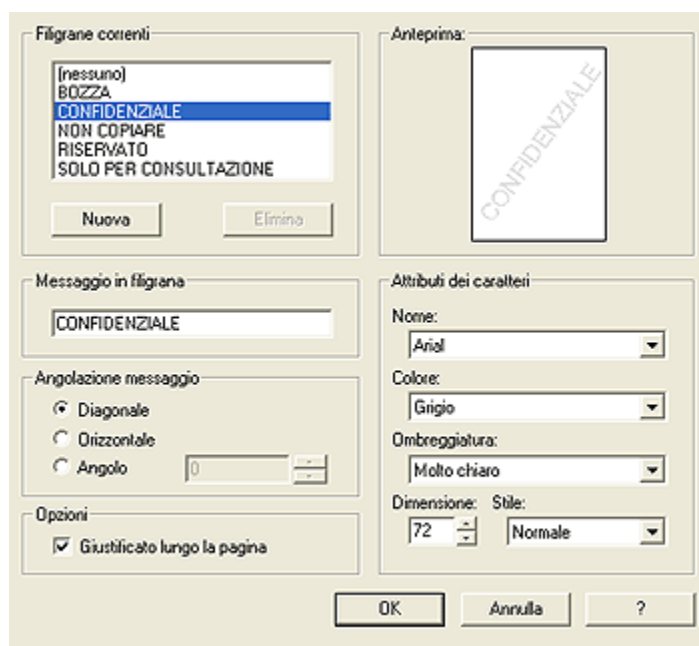 Filigrane correnti
(nessuno)
BOZZA
CONFIDENZIALE
NON COPIARE
RISERVATO
SOLO PER CONSULTAZIONE
Nuova
Elimina
Anteprima:
CONFIDENZIALE
Messaggio in filigrana
CONFIDENZIALE
Angolazione messaggio
Diagonale
Orizzontale
Angolo 0
Opzioni
Giustificato lungo la pagina
Attributi dei caratteri
Nome:
Arial
Colore:
Grigio
Ombreggiatura:
Molto chiaro
Dimensione: Stile:
72 Normale
OK Annulla ?